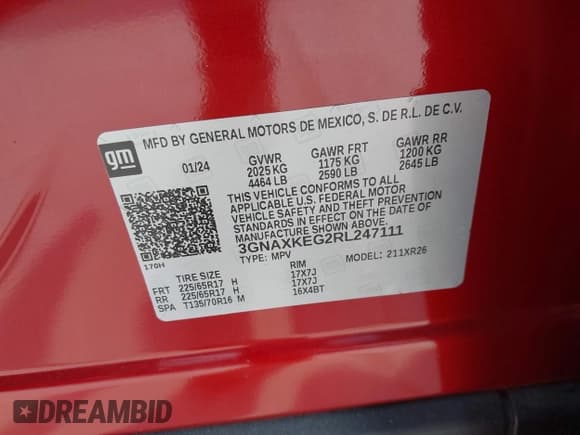 MFD BY GENERAL MOTORS DE MEXICO, S. DE R.L. DE C.V.
gm
01/24 GVWR GAWR FRT GAWR RR
2025 KG 1175 KG 1200 KG
4464 LB 2590 LB 2645 LB
THIS VEHICLE CONFORMS TO ALL
APPLICABLE U.S. FEDERAL MOTOR
VEHICLE SAFETY AND THEFT PREVENTION
STANDARDS IN EFFECT ON THE DATE OF
MANUFACTURE SHOWN ABOVE.
3GNAXKEG2RL247111
170H TYPE: MPV MODEL: 211XR26
TIRE SIZE RIM
FRT 225/65R17 H 17X7J
RR 225/65R17 H 17X7J
SPA T135/70R16 M 16X4BT
DREAMBID